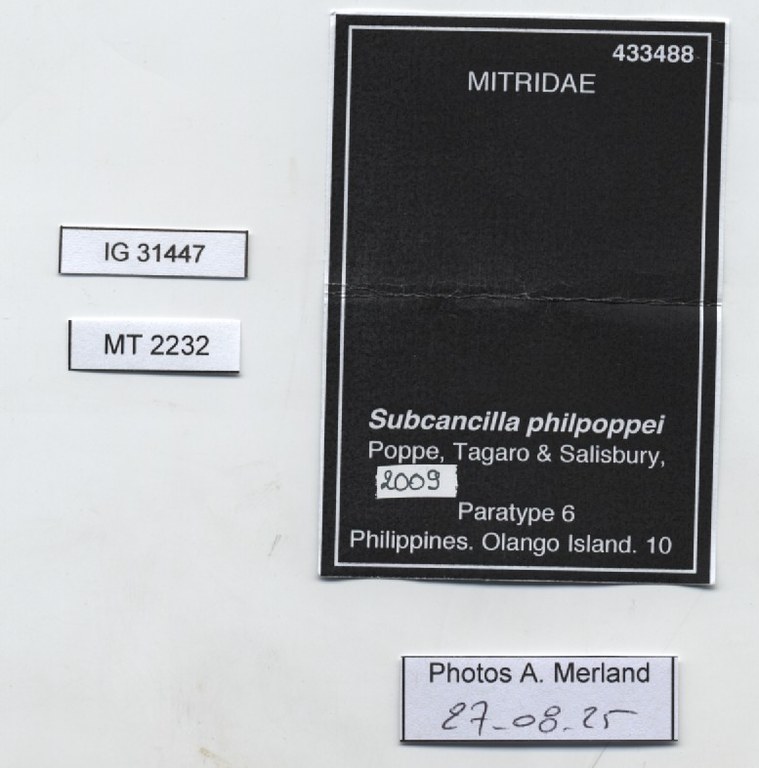 433488
MITRIDAE
IG 31447
MT 2232
Subcancilla philpoppei
Poppe, Tagaro & Salisbury,
2009
Paratype 6
Philippines. Olango Island. 10
Photos A. Merland
27-08-25